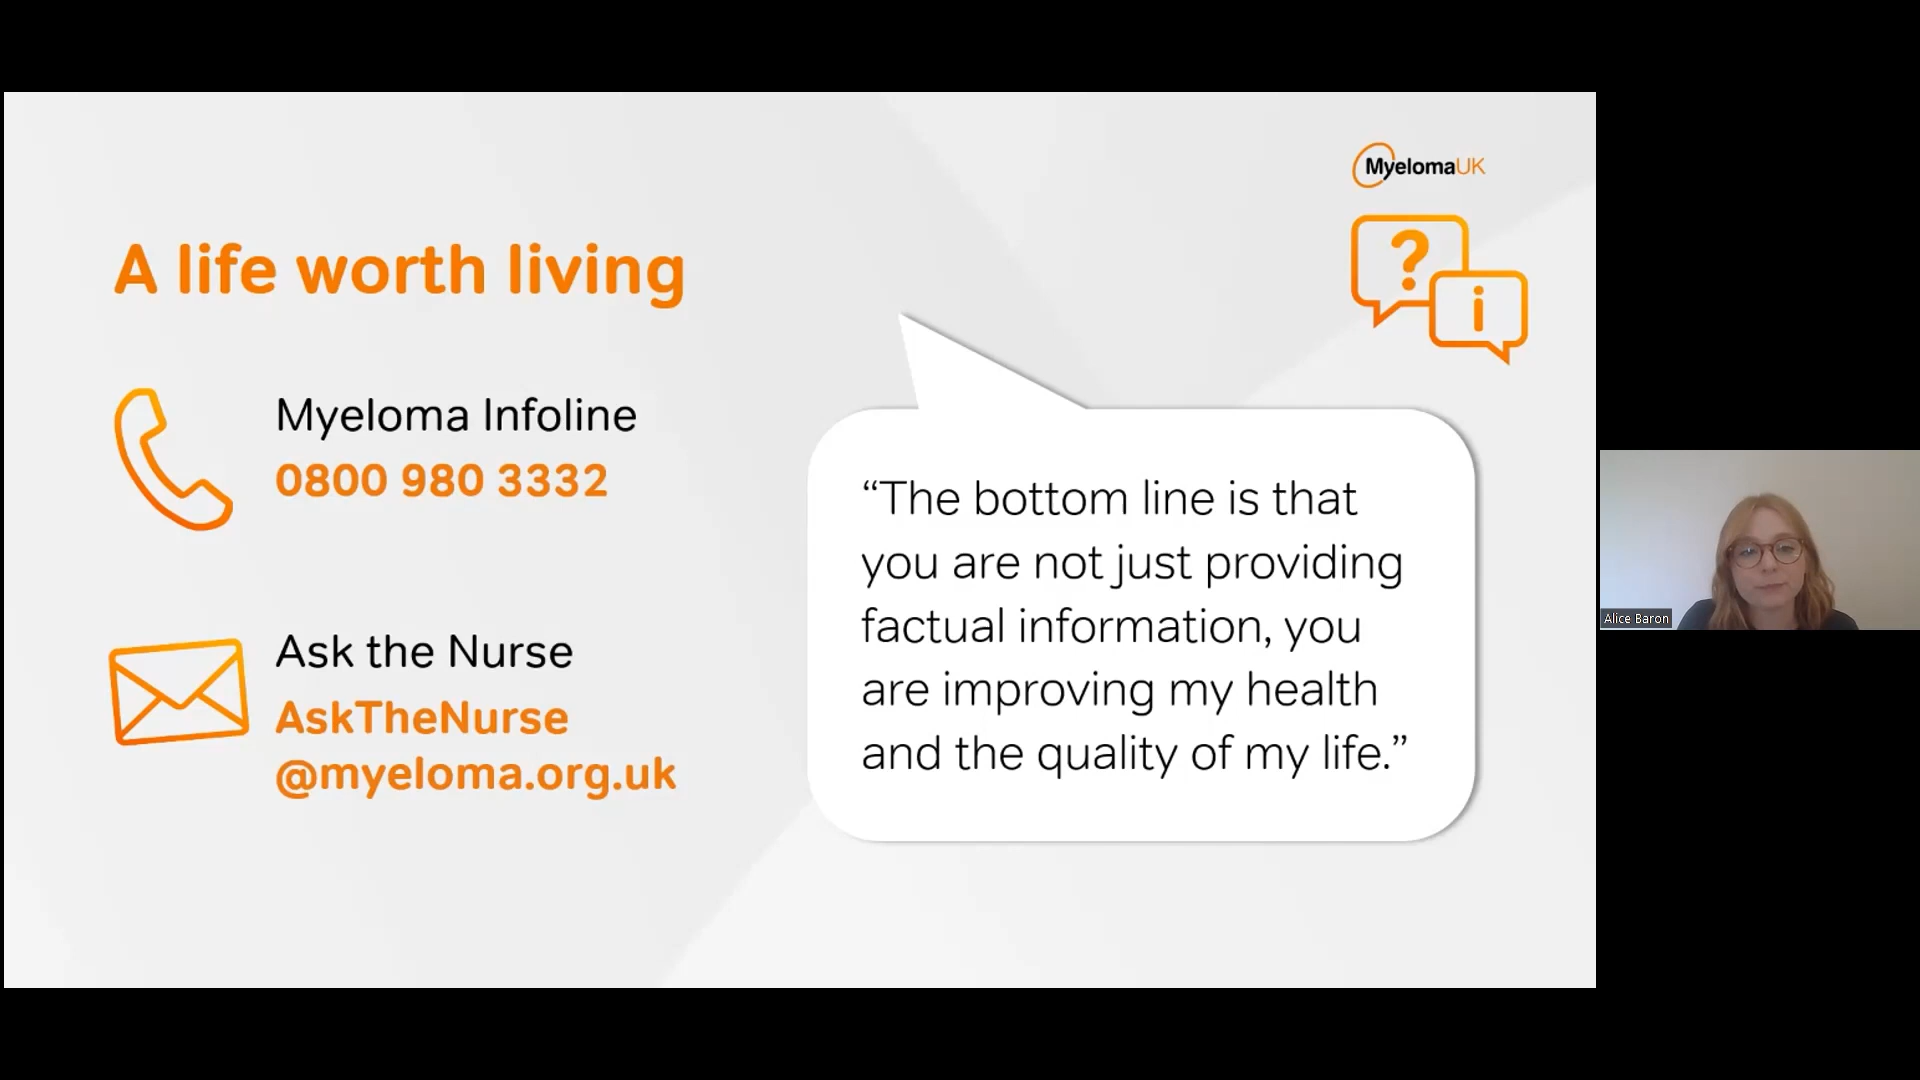 MyelomaUK
?
i
A life worth living
Myeloma Infoline
0800 980 3332
Ask the Nurse
AskTheNurse
@myeloma.org.uk
“The bottom line is that
you are not just providing
factual information, you
are improving my health
and the quality of my life.”
Alice Baron